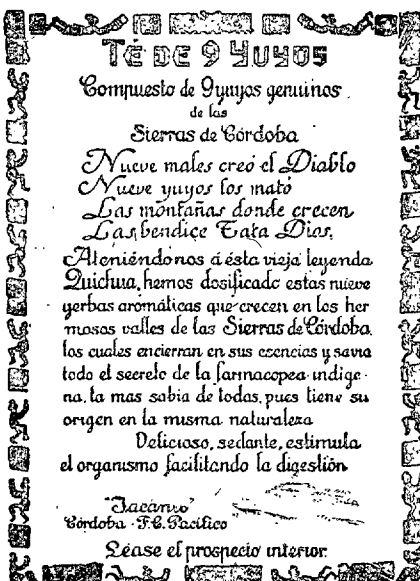 TÉ DE 9 YUYOS
Compuesto de 9 yuyos genuinos
de las
Sierras de Córdoba
Nueve males creó el Diablo
Nueve yuyos los mató
Las montañas donde crecen
Las bendice Tata Dios.
Ateniéndonos á ésta vieja leyenda
Quichua, hemos dosificado estas nueve
yerbas aromáticas que crecen en los her
mosos valles de las Sierras de Córdoba,
los cuales encierran en sus esencias y savia
todo el secreto de la farmacopea indige-
na, la mas sabia de todas, pues tiene su
origen en la misma naturaleza
Delicioso, sedante, estimula
el organismo facilitando la digestión
Córdoba - F.C. Pacífico
Léase el prospecto interior.